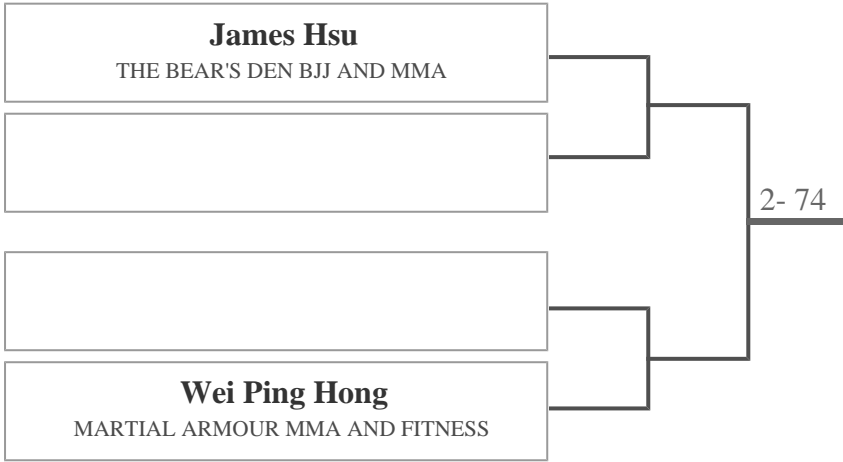 James Hsu
THE BEAR'S DEN BJJ AND MMA
2- 74
Wei Ping Hong
MARTIAL ARMOUR MMA AND FITNESS